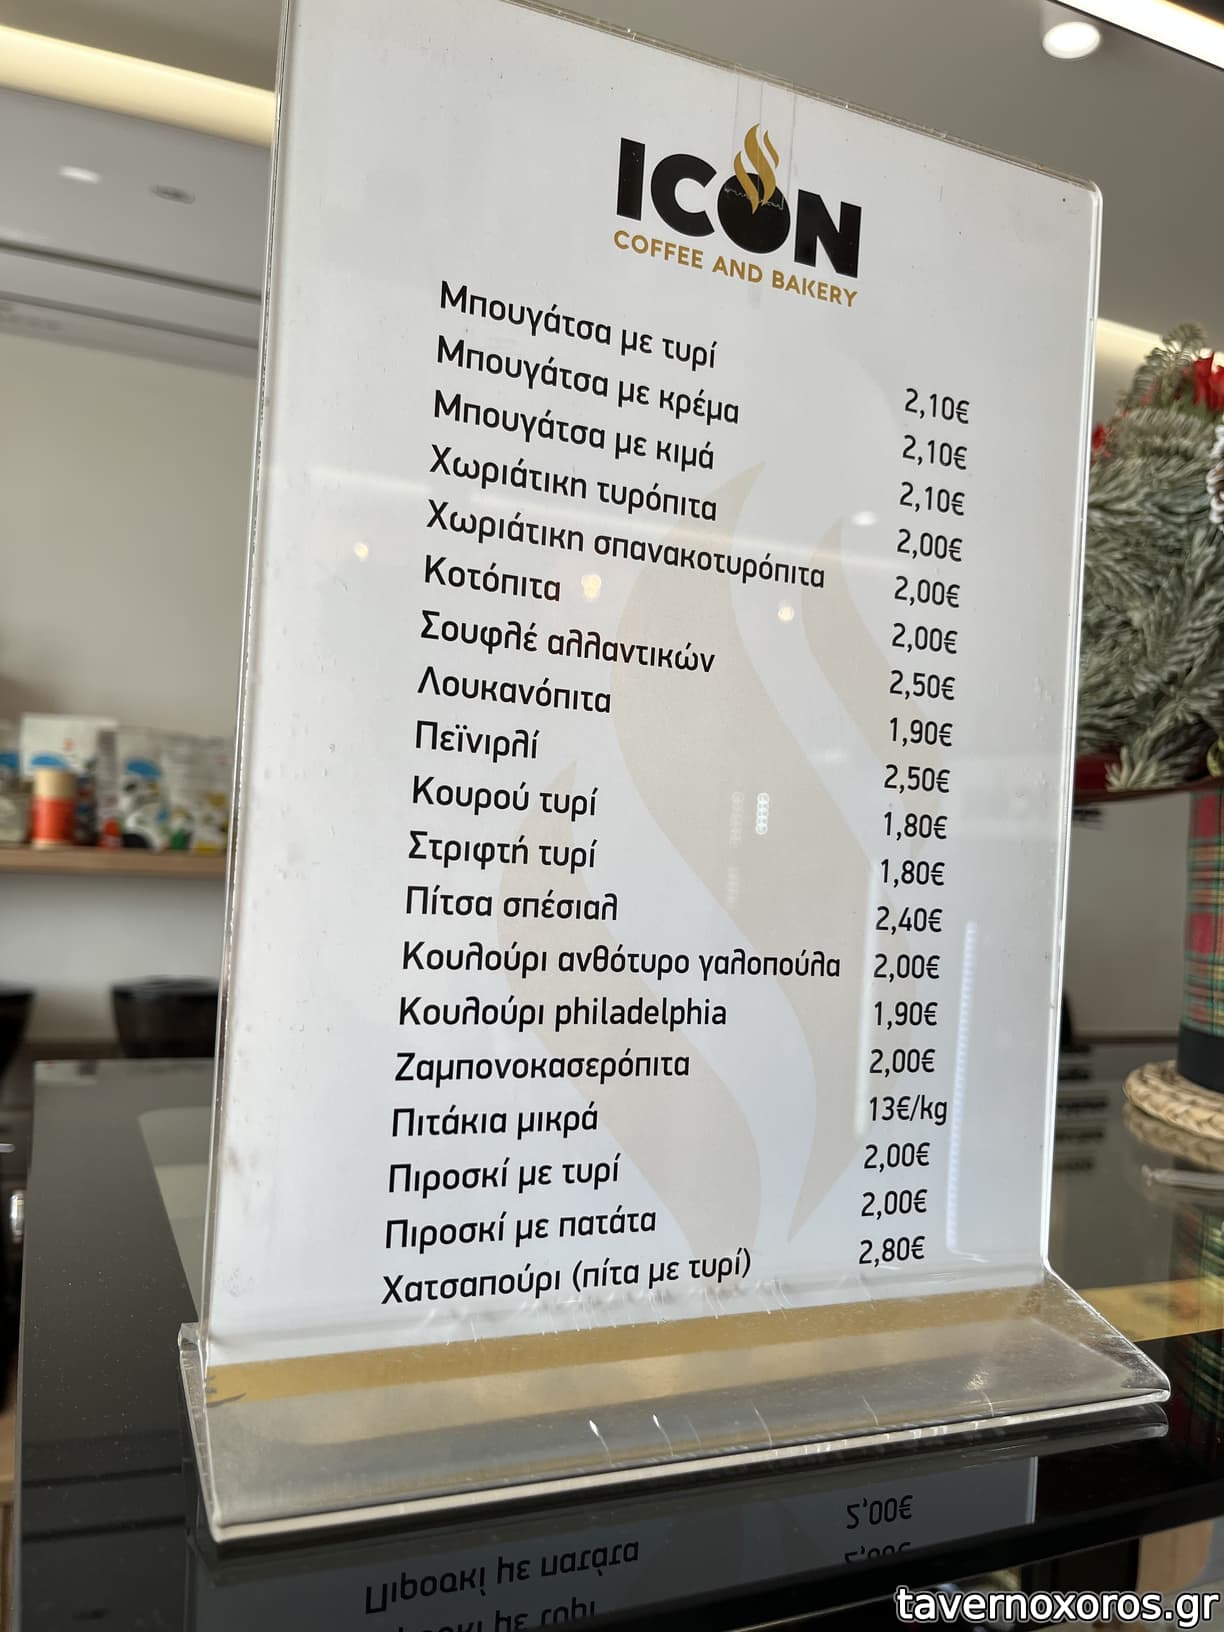 ICON
COFFEE AND BAKERY
Μπουγάτσα με τυρί 2,10€
Μπουγάτσα με κρέμα 2,10€
Μπουγάτσα με κιμά 2,10€
Χωριάτικη τυρόπιτα 2,00€
Χωριάτικη σπανακοτυρόπιτα 2,00€
Κοτόπιτα 2,00€
Σουφλέ αλλαντικών 2,50€
Λουκανόπιτα 1,90€
Πεϊνιρλί 2,50€
Κουρού τυρί 1,80€
Στριφτή τυρί 1,80€
Πίτσα σπέσιαλ 2,40€
Κουλούρι ανθότυρο γαλοπούλα 2,00€
Κουλούρι philadelphia 1,90€
Ζαμπονοκασερόπιτα 2,00€
Πιτάκια μικρά 13€/kg
Πιροσκί με τυρί 2,00€
Πιροσκί με πατάτα 2,00€
Χατσαπούρι (πίτα με τυρί) 2,80€
tavernoxoros.gr